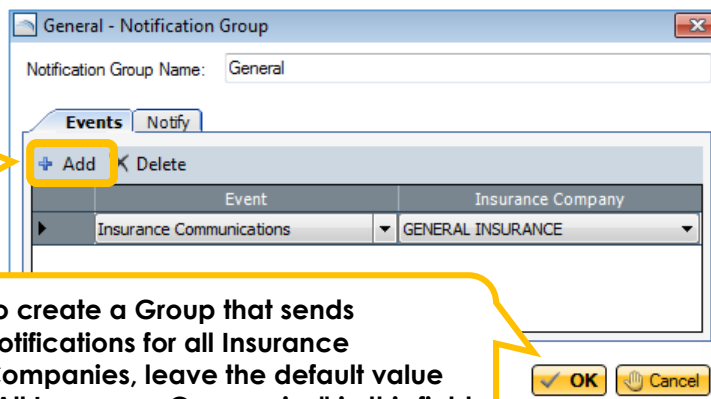 General - Notification Group
Notification Group Name: General
Events Notify
Add Delete
Event Insurance Company
Insurance Communications GENERAL INSURANCE
o create a Group that sends
otifications for all Insurance
ompanies, leave the default value
OK Cancel